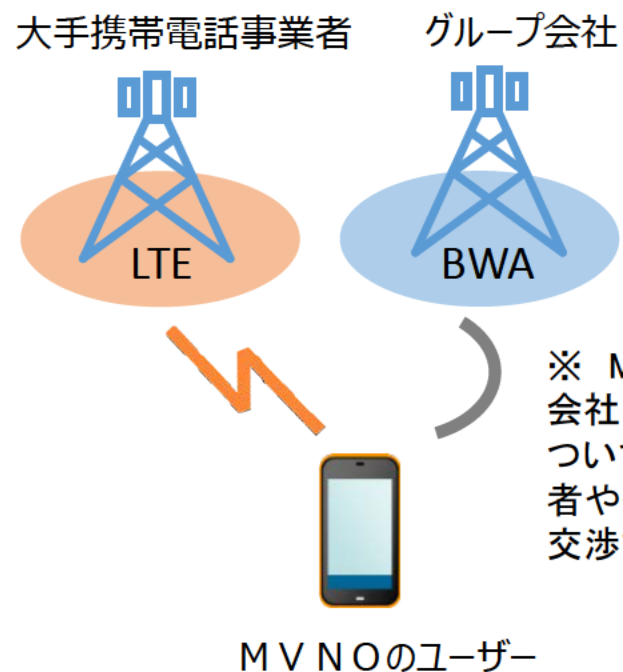 大手携帯電話事業者 グループ会社
LTE BWA
※ M
会社
つい
者や
交渉
ＭＶＮＯのユーザー